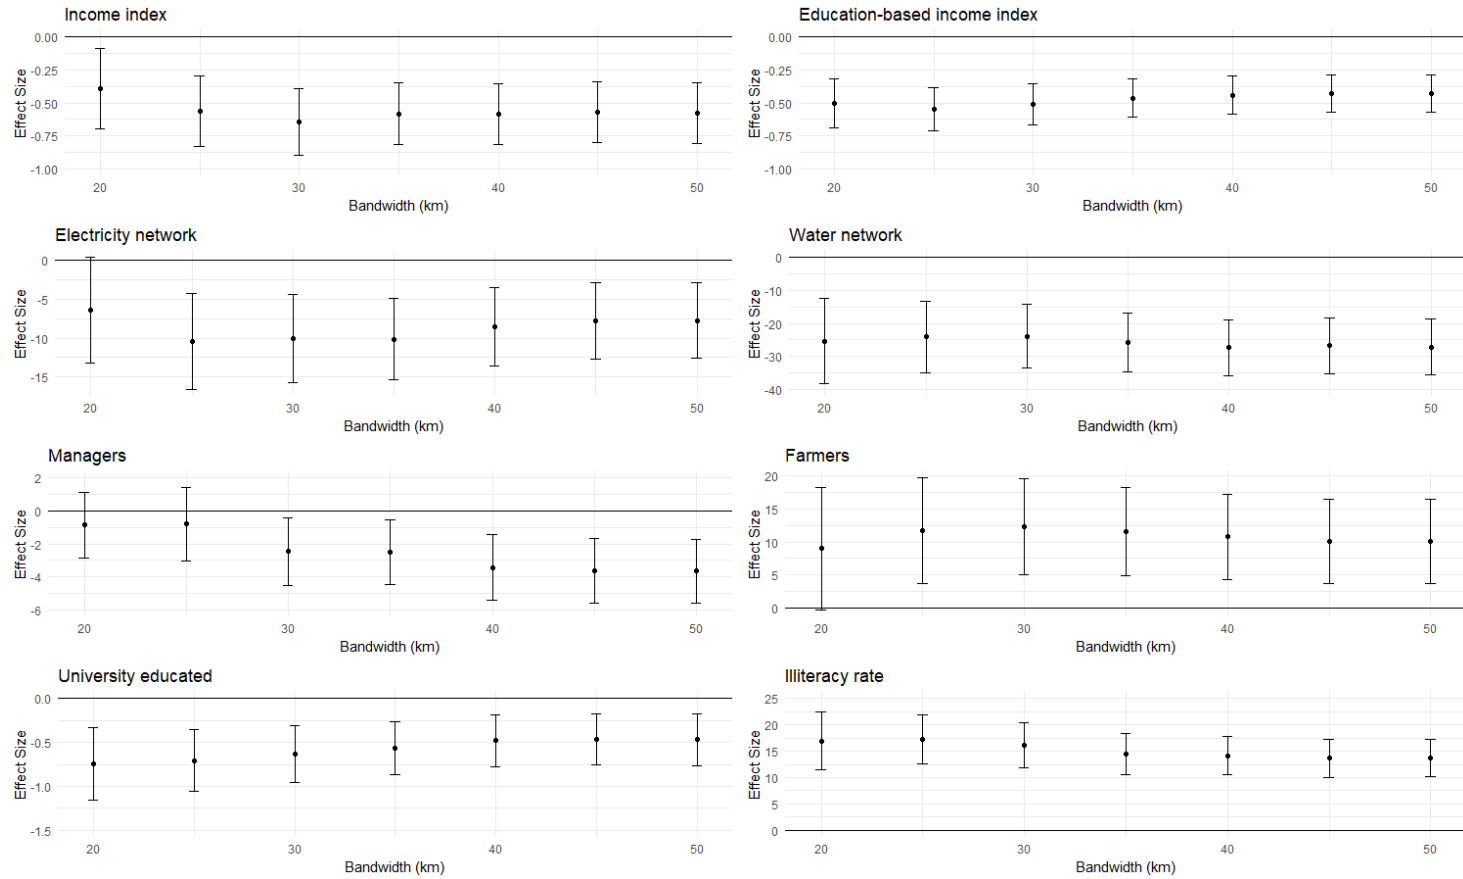 Income index
Effect Size
0.00
-0.25
-0.50
-0.75
-1.00
20
30
40
50
Bandwidth (km)
Education-based income index
Effect Size
0.00
-0.25
-0.50
-0.75
-1.00
20
30
40
50
Bandwidth (km)
Electricity network
Effect Size
0
-5
-10
-15
20
30
40
50
Bandwidth (km)
Water network
Effect Size
0
-10
-20
-30
-40
20
30
40
50
Bandwidth (km)
Managers
Effect Size
2
0
-2
-4
-6
20
30
40
50
Bandwidth (km)
Farmers
Effect Size
20
15
10
5
0
20
30
40
50
Bandwidth (km)
University educated
Effect Size
0.0
-0.5
-1.0
-1.5
20
30
40
50
Bandwidth (km)
Illiteracy rate
Effect Size
25
20
15
10
5
0
20
30
40
50
Bandwidth (km)